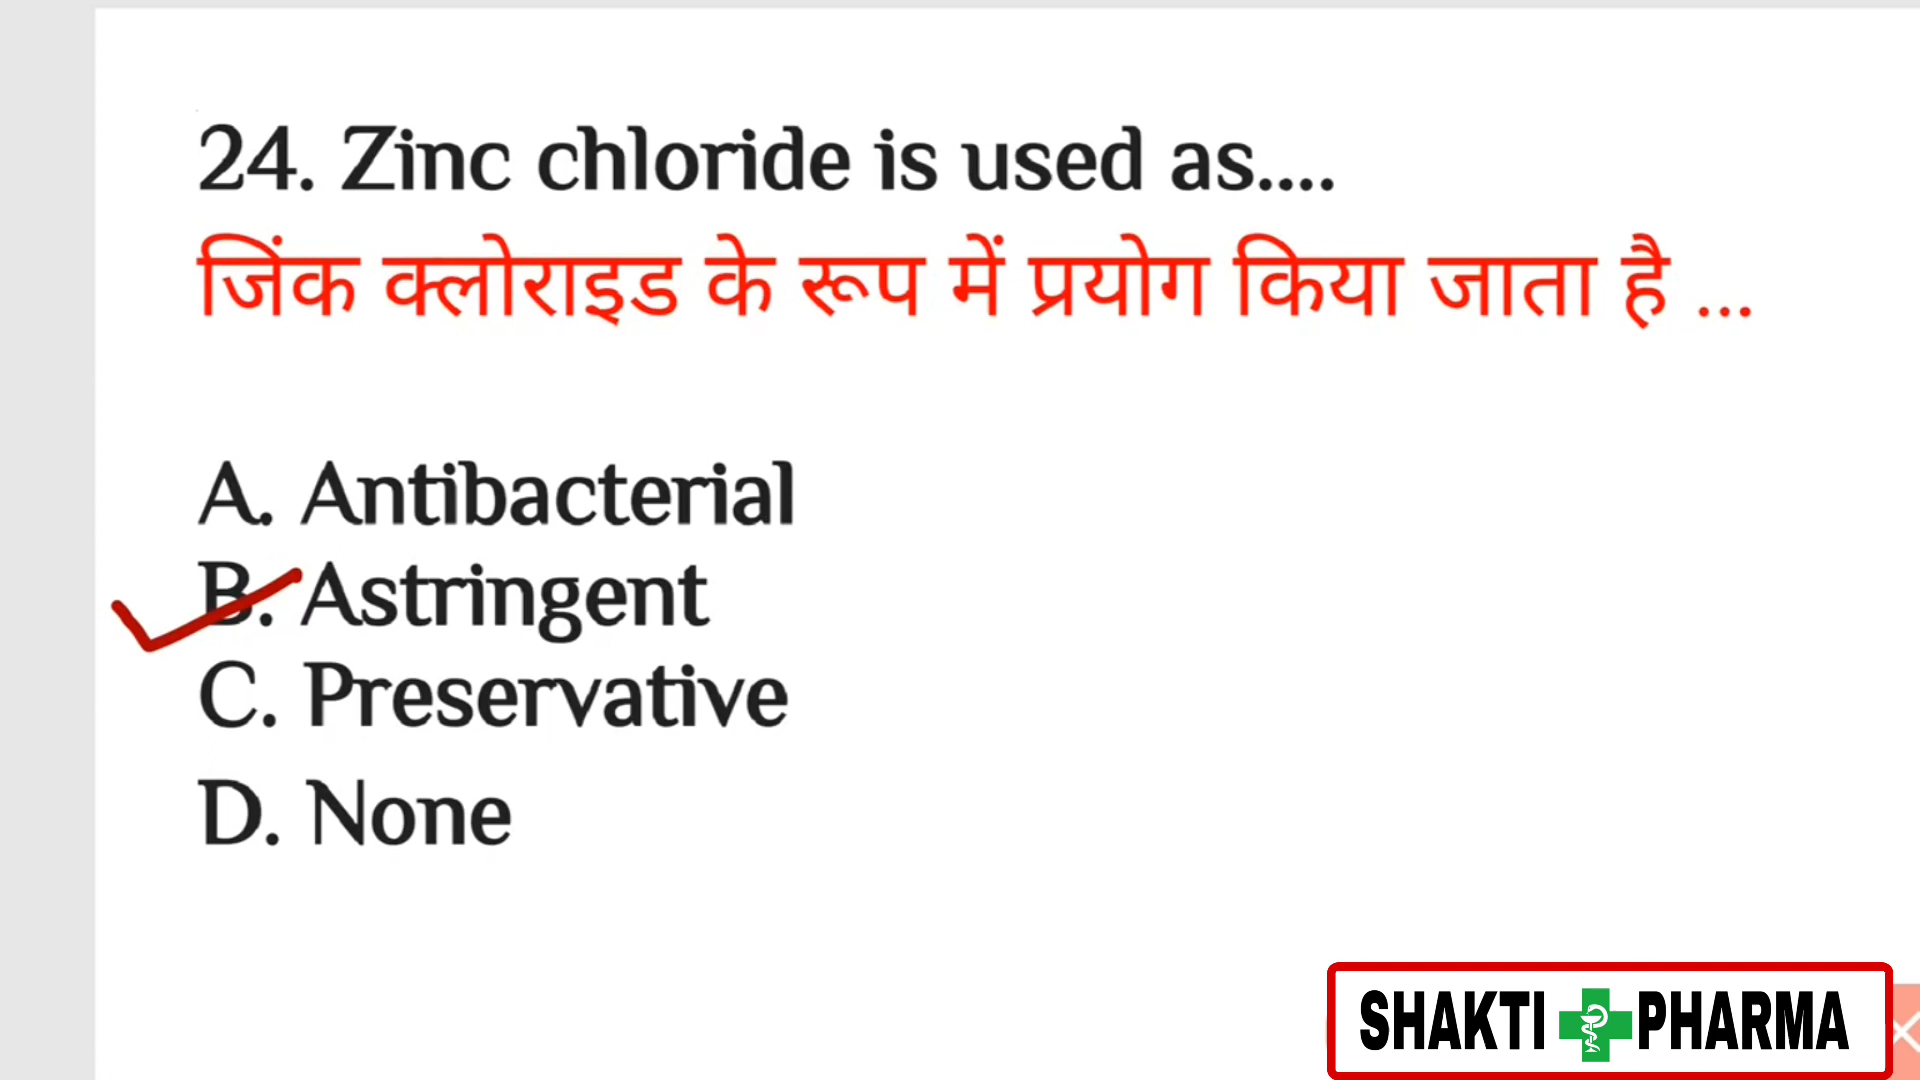 24. Zinc chloride is used as....
जिंक क्लोराइड के रूप में प्रयोग किया जाता है ...
A. Antibacterial
B. Astringent
C. Preservative
D. None
SHAKTI PHARMA